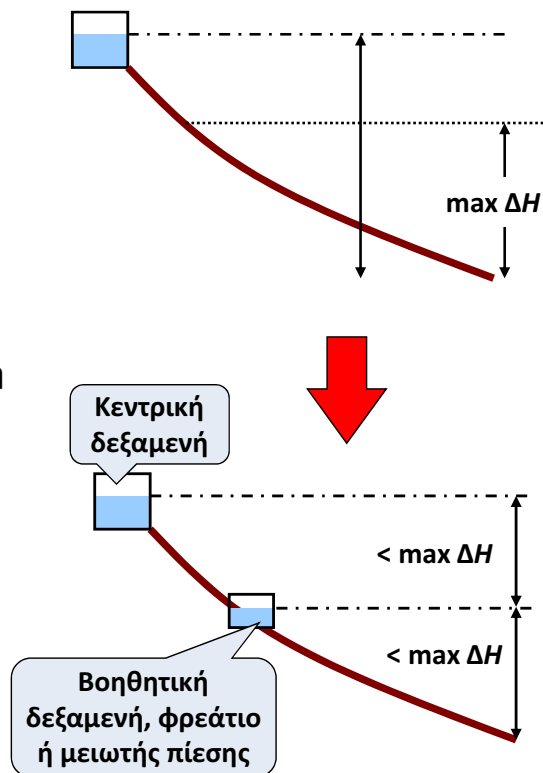 max ΔH
η
Κεντρική
δεξαμενή
< max ΔH
< max ΔH
Βοηθητική
δεξαμενή, φρεάτιο
ή μειωτής πίεσης